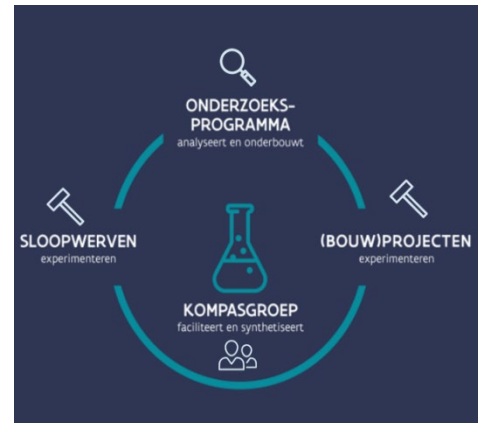 ONDERZOEKS-
PROGRAMMA
analyseert en onderbouwt
SLOOPWERVEN
experimenteren
(BOUW)PROJECTEN
experimenteren
KOMPASGROEP
faciliteert en synthetiseert